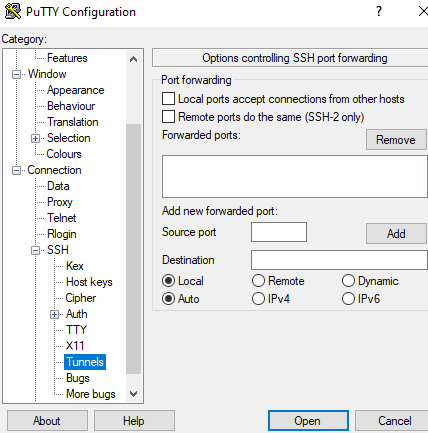 PuTTY Configuration
?
Category:
Features
Window
Appearance
Behaviour
Translation
Selection
Colours
Connection
Data
Proxy
Telnet
Rlogin
SSH
Kex
Host keys
Cipher
Auth
TTY
X11
Tunnels
Bugs
More bugs
Options controlling SSH port forwarding
Port forwarding
Local ports accept connections from other hosts
Remote ports do the same (SSH-2 only)
Forwarded ports:
Remove
Add new forwarded port:
Source port
Add
Destination
Local Remote Dynamic
Auto IPv4 IPv6
About Help Open Cancel